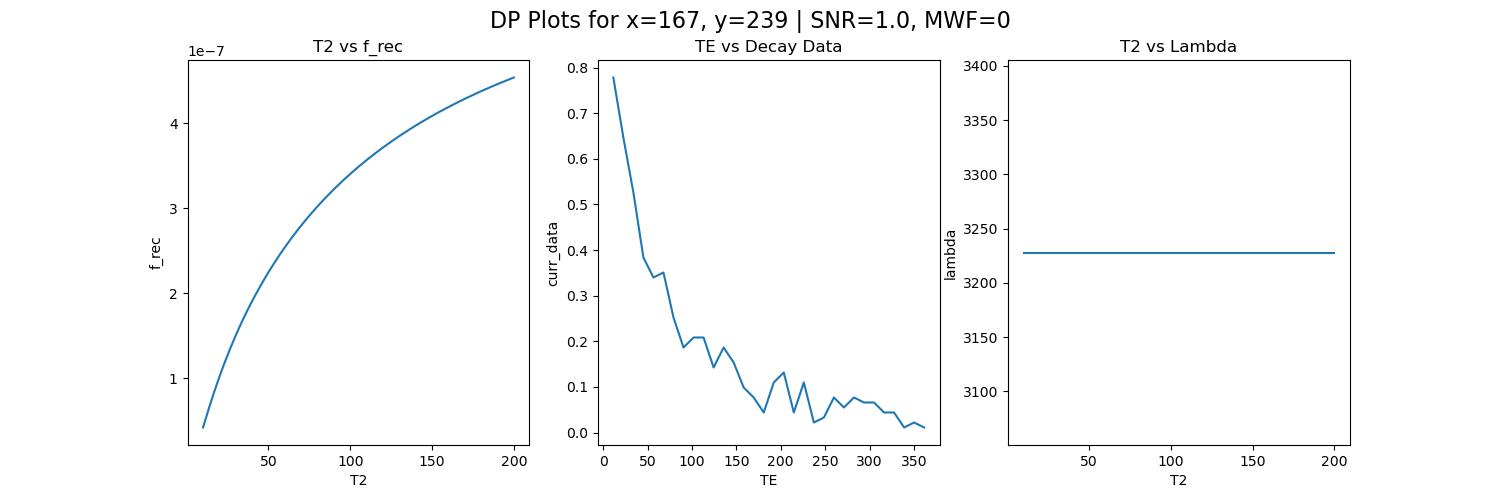 DP Plots for x=167, y=239 | SNR=1.0, MWF=0
T2 vs f_rec
1e−7
4
3
2
1
f_rec
50 100 150 200
T2
TE vs Decay Data
0.8
0.7
0.6
0.5
0.4
0.3
0.2
0.1
0.0
curr_data
0 50 100 150 200 250 300 350
TE
T2 vs Lambda
3400
3350
3300
3250
3200
3150
3100
lambda
50 100 150 200
T2